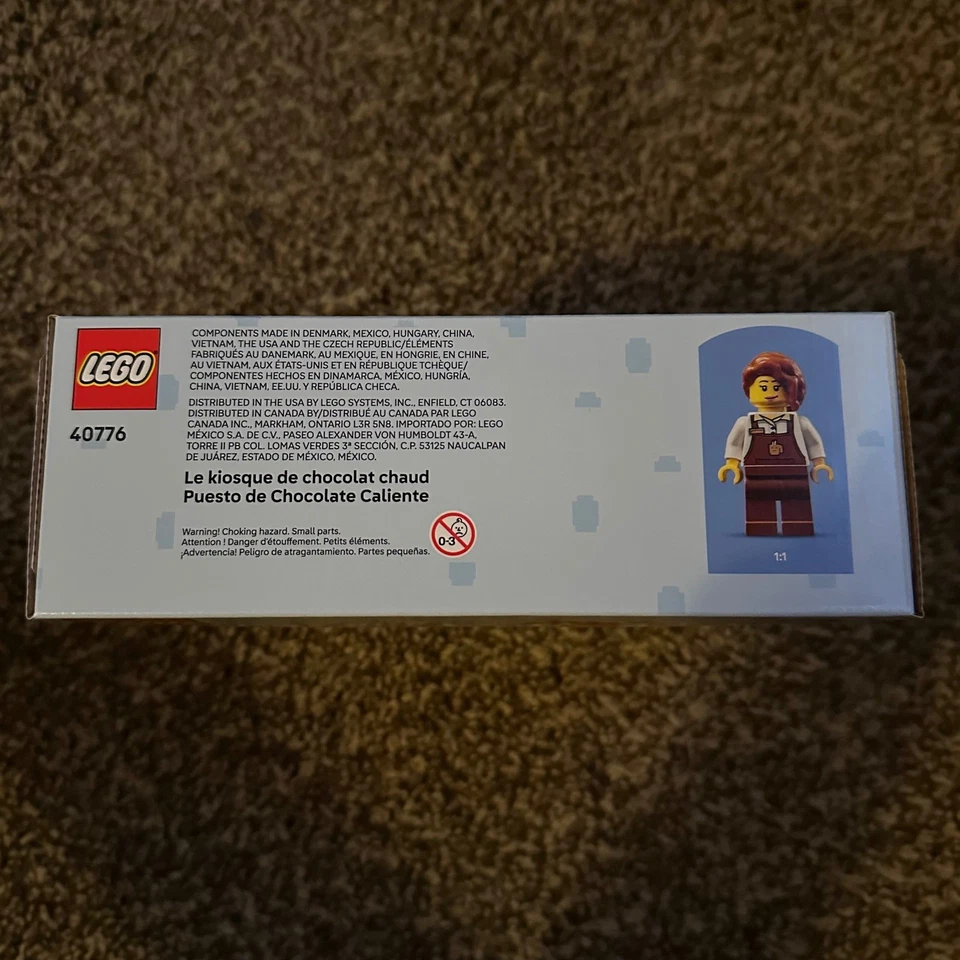 LEGO
40776
COMPONENTS MADE IN DENMARK, MEXICO, HUNGARY, CHINA,
VIETNAM, THE USA AND THE CZECH REPUBLIC/ÉLÉMENTS
FABRIQUÉS AU DANEMARK, AU MEXIQUE, EN HONGRIE, EN CHINE,
AU VIETNAM, AUX ÉTATS-UNIS ET EN RÉPUBLIQUE TCHÈQUE/
COMPONENTES HECHOS EN DINAMARCA, MÉXICO, HUNGRÍA,
CHINA, VIETNAM, EE.UU. Y REPÚBLICA CHECA.
DISTRIBUTED IN THE USA BY LEGO SYSTEMS, INC., ENFIELD, CT 06083.
DISTRIBUTED IN CANADA BY/DISTRIBUÉ AU CANADA PAR LEGO
CANADA INC., MARKHAM, ONTARIO L3R 5N8. IMPORTADO POR: LEGO
MÉXICO S.A. DE C.V., PASEO ALEXANDER VON HUMBOLDT 43-A,
TORRE II PB COL. LOMAS VERDES 3ª SECCIÓN, C.P. 53125 NAUCALPAN
DE JUÁREZ, ESTADO DE MÉXICO, MÉXICO.
Le kiosque de chocolat chaud
Puesto de Chocolate Caliente
Warning! Choking hazard. Small parts.
Attention ! Danger d'étouffement. Petits éléments.
¡Advertencia! Peligro de atragantamiento. Partes pequeñas.
0-3
1:1